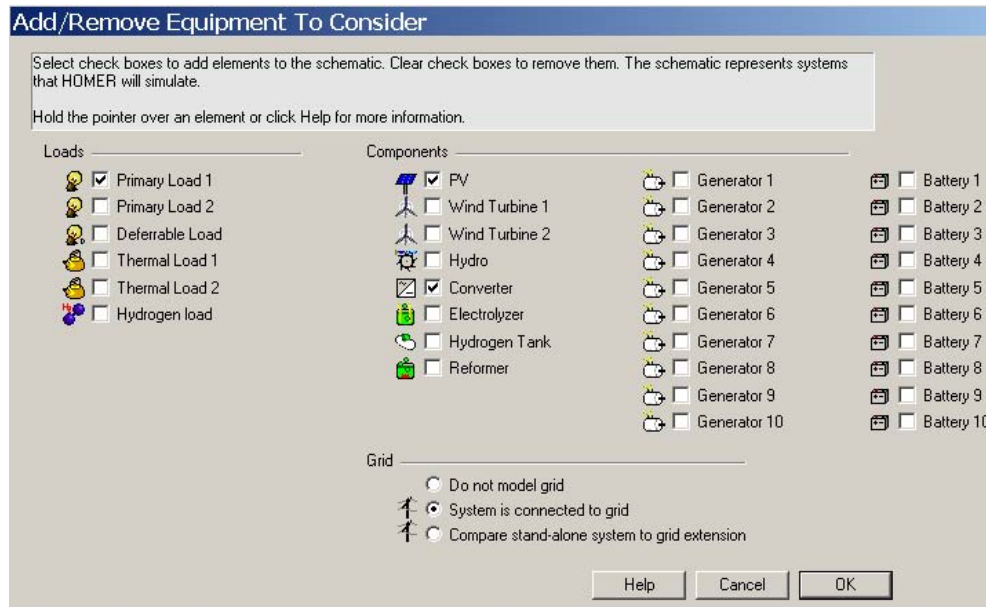 Add/Remove Equipment To Consider
Select check boxes to add elements to the schematic. Clear check boxes to remove them. The schematic represents systems
that HOMER will simulate.
Hold the pointer over an element or click Help for more information.
Loads
Primary Load 1
Primary Load 2
Deferrable Load
Thermal Load 1
Thermal Load 2
Hydrogen load
Components
PV
Wind Turbine 1
Wind Turbine 2
Hydro
Converter
Electrolyzer
Hydrogen Tank
Reformer
Generator 1
Generator 2
Generator 3
Generator 4
Generator 5
Generator 6
Generator 7
Generator 8
Generator 9
Generator 10
Battery 1
Battery 2
Battery 3
Battery 4
Battery 5
Battery 6
Battery 7
Battery 8
Battery 9
Battery 10
Grid
Do not model grid
System is connected to grid
Compare stand-alone system to grid extension
Help
Cancel
OK